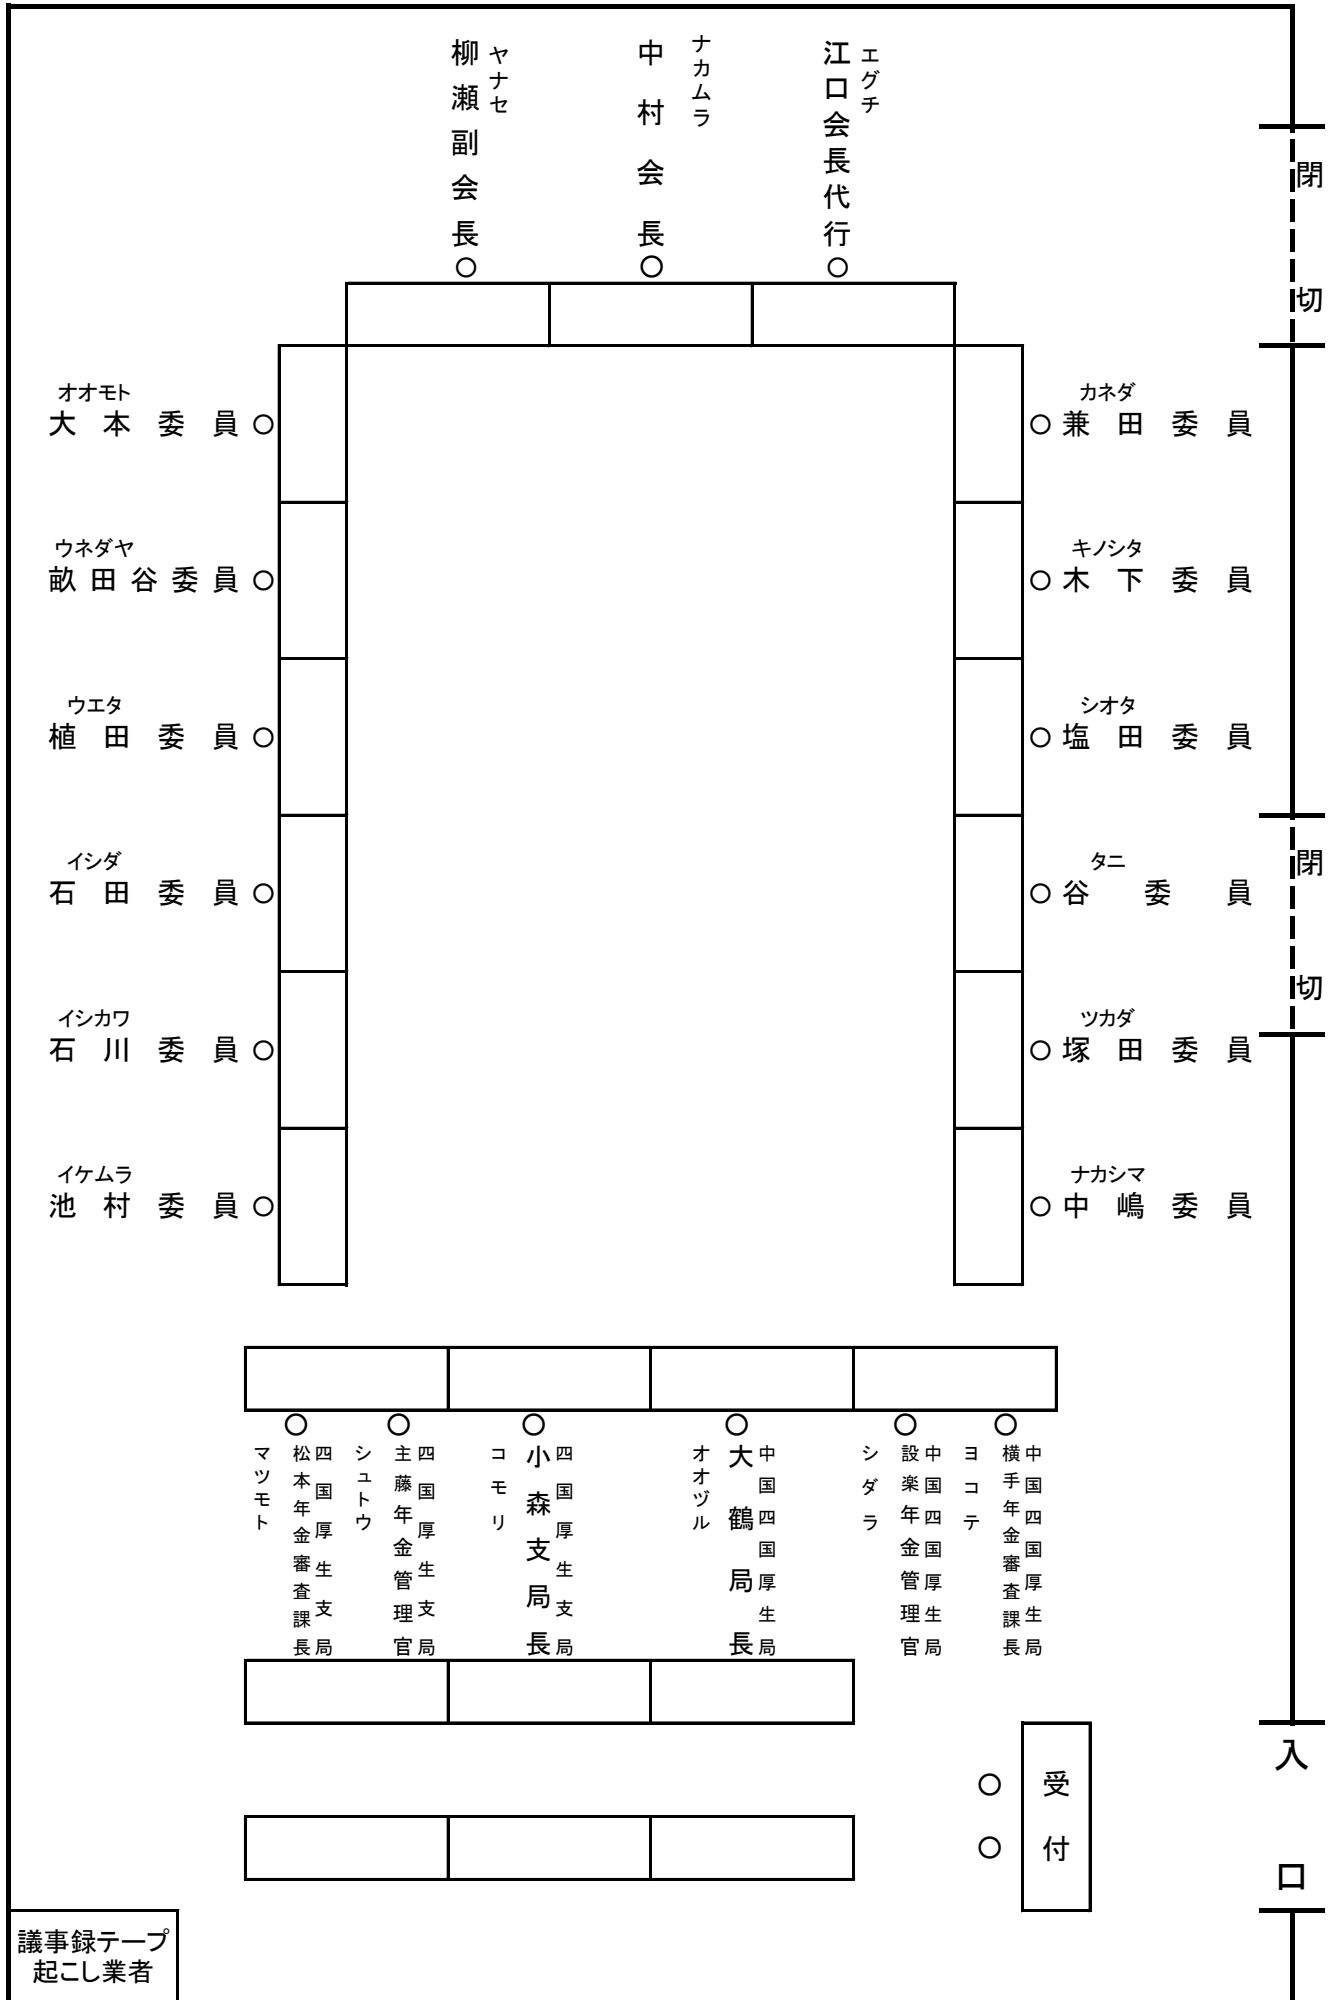 エグチ
江口会長代行
ナカムラ
中村会長
ヤナセ
柳瀬副会長
閉切
オオモト
大本委員
カネダ
兼田委員
ウネダヤ
畝田谷委員
キノシタ
木下委員
ウエタ
植田委員
シオタ
塩田委員
イシダ
石田委員
タニ
谷委員
閉切
イシカワ
石川委員
ツカダ
塚田委員
イケムラ
池村委員
ナカシマ
中嶋委員
中国四国厚生局
横手年金審査課長
ヨコテ
中国四国厚生局
設楽年金管理官
シダラ
中国四国厚生局
大鶴局長
オオヅル
四国厚生支局
小森支局長
コモリ
四国厚生支局
主藤年金管理官
シュトウ
四国厚生支局
松本年金審査課長
マツモト
受付
入口
議事録テープ
起こし業者